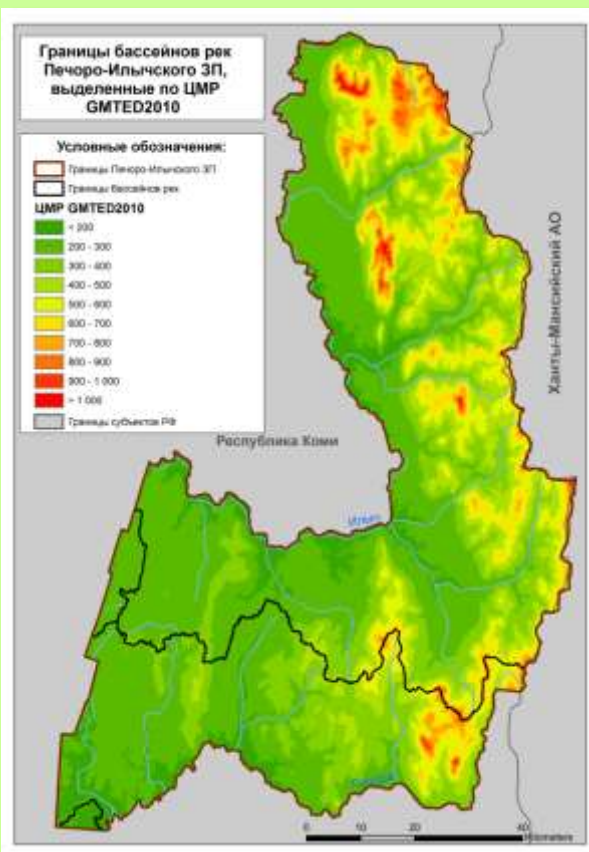 Границы бассейнов рек
Печоро-Илычского ЗП,
выделенные по ЦМР
GMTED2010
Условные обозначения:
Границы Печоро-Илычского ЗП
Границы бассейнов рек
ЦМР GMTED2010
< 200
200 - 300
300 - 400
400 - 500
500 - 600
600 - 700
700 - 800
800 - 900
900 - 1 000
> 1 000
Границы субъектов РФ
Республика Коми
Ханты-Мансийский АО
Илыч
0 10 20 40
Kilometers